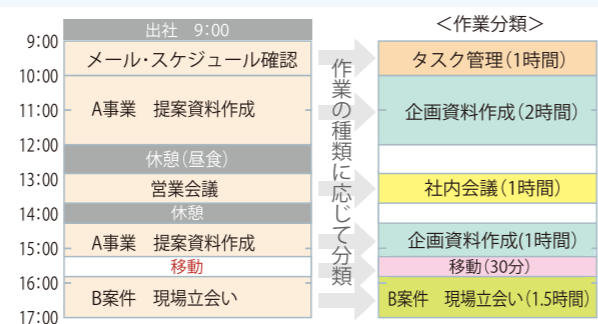 出社 9:00
<作業分類>
9:00
メール・スケジュール確認
タスク管理(1時間)
10:00
11:00
A事業 提案資料作成
企画資料作成(2時間)
12:00
休憩(昼食)
13:00
営業会議
社内会議(1時間)
14:00
休憩
A事業 提案資料作成
企画資料作成(1時間)
15:00
移動
移動(30分)
16:00
B案件 現場立会い
B案件 現場立会い(1.5時間)
17:00
作業の種類に応じて分類